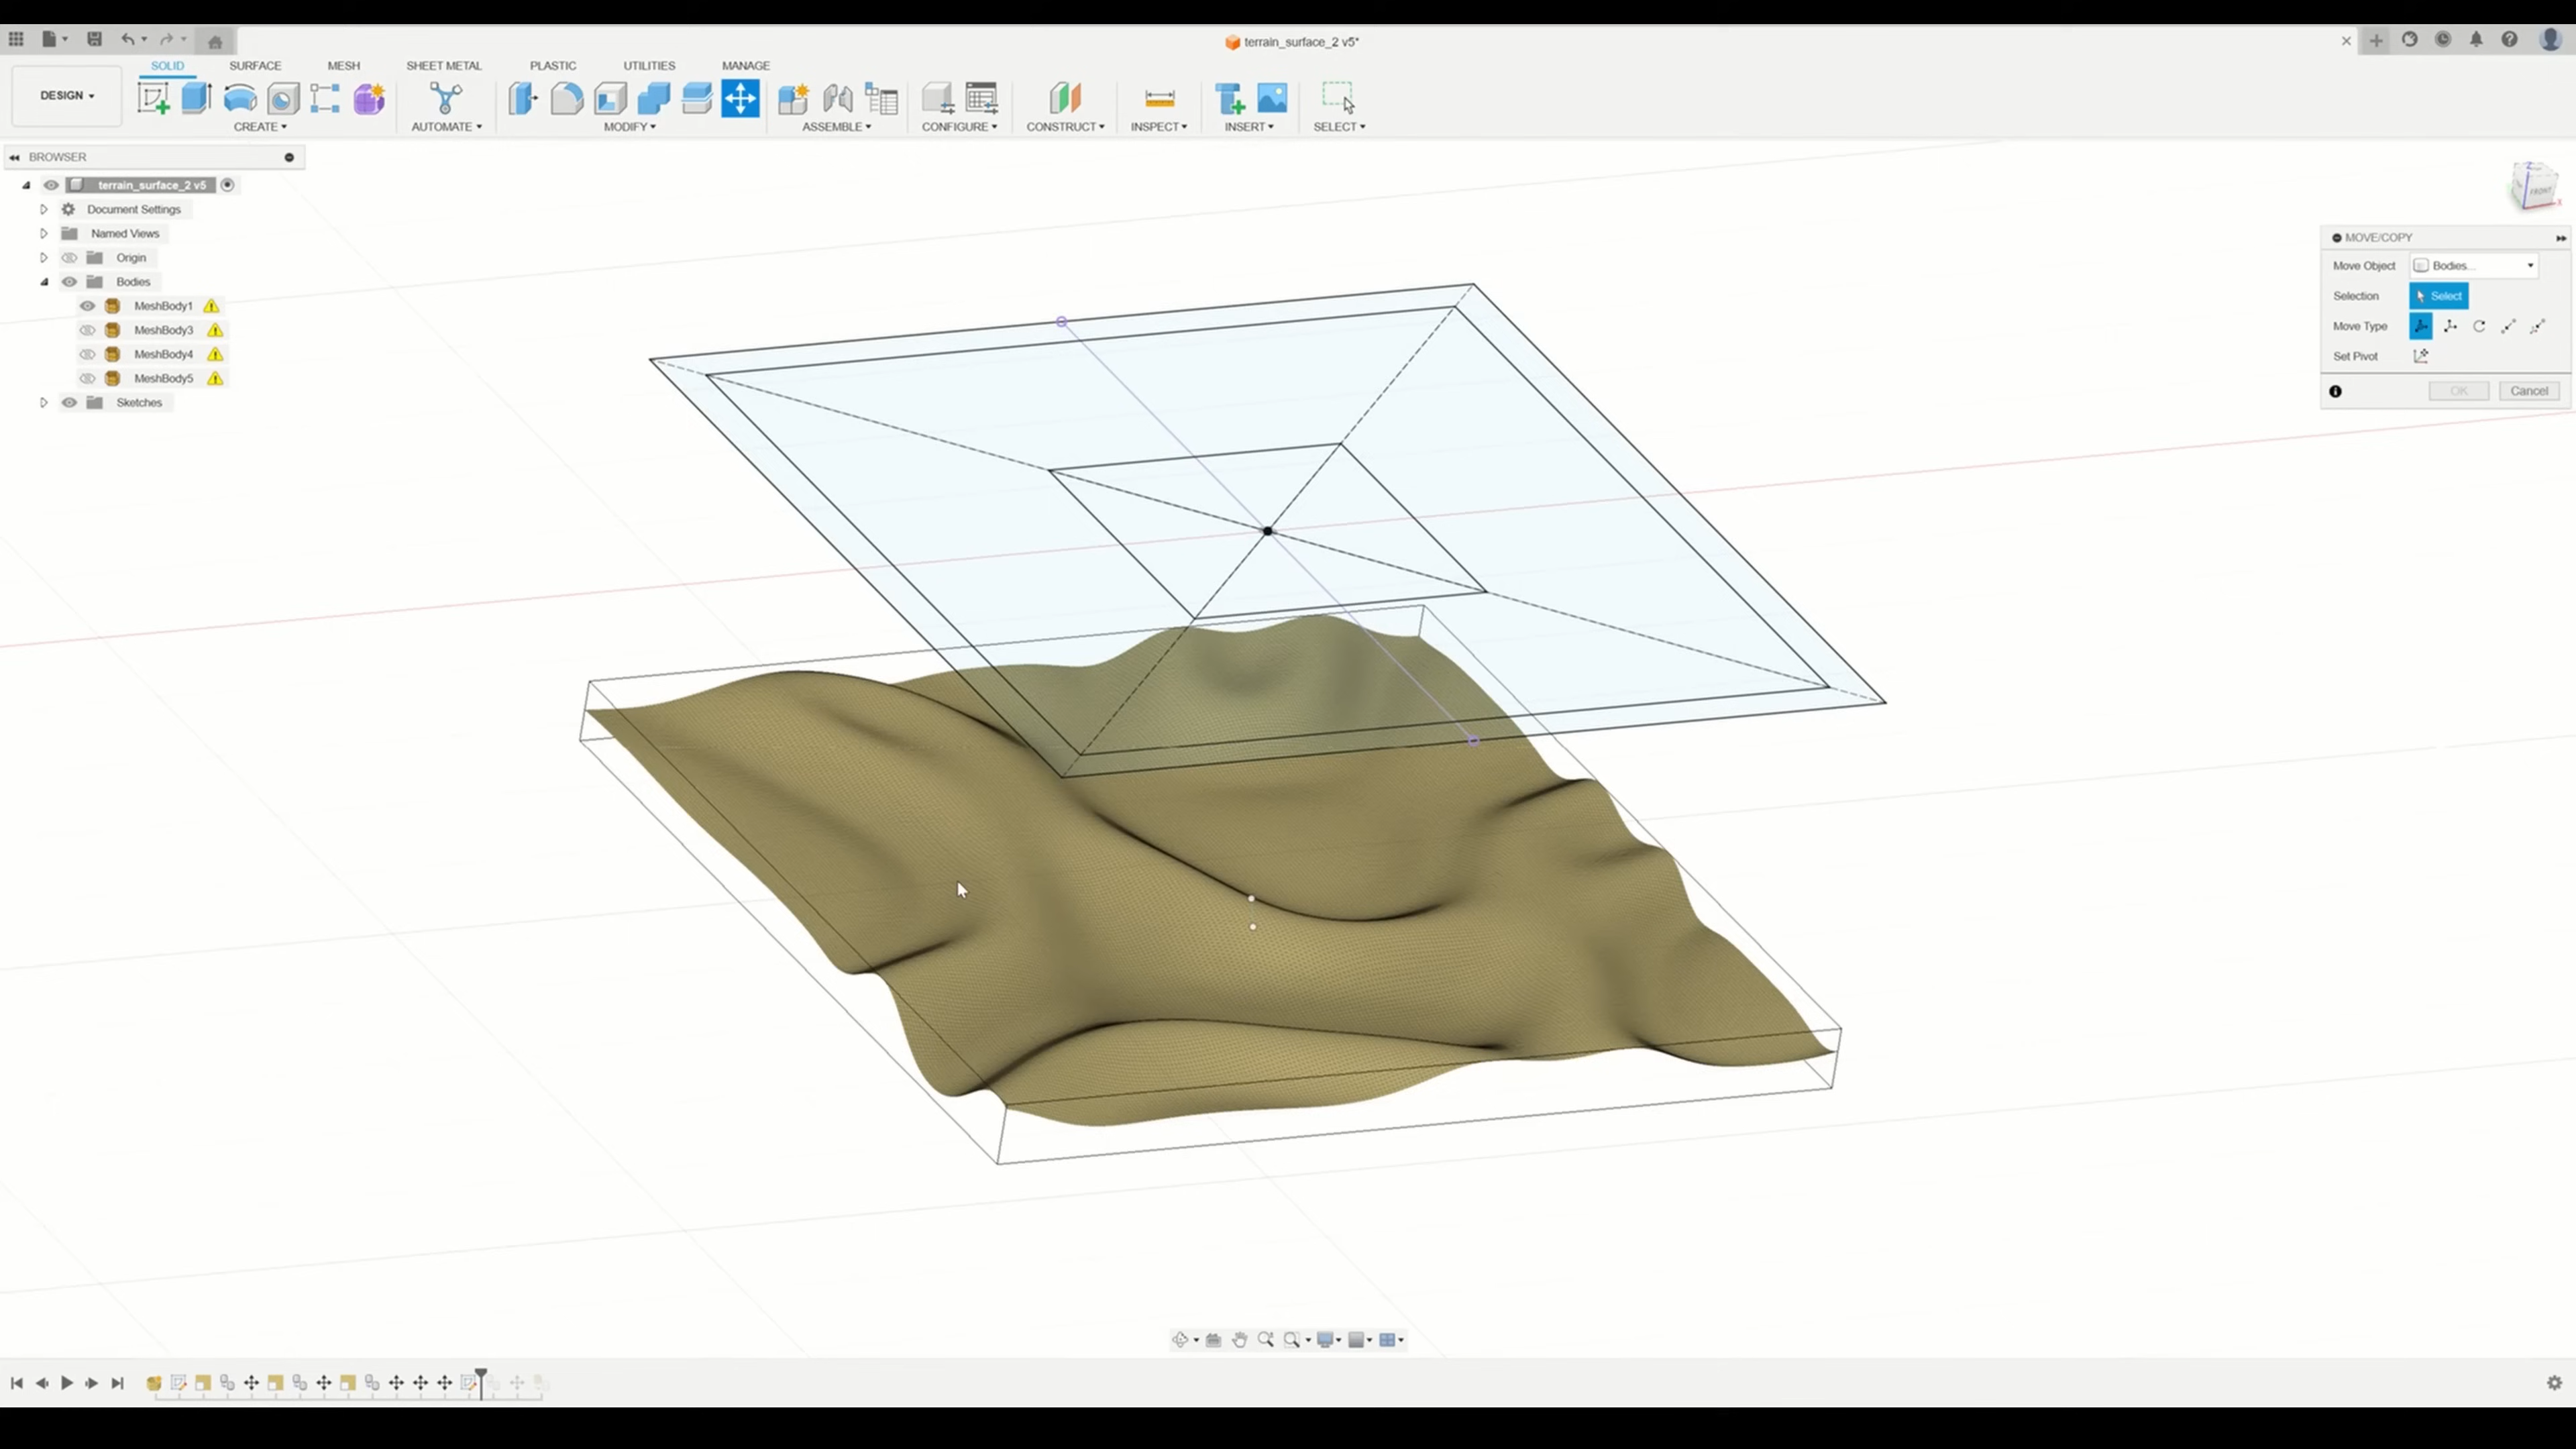 terrain_surface_2 v5*
SOLID SURFACE MESH SHEET METAL PLASTIC UTILITIES MANAGE
DESIGN
CREATE AUTOMATE MODIFY ASSEMBLE CONFIGURE CONSTRUCT INSPECT INSERT SELECT
BROWSER
terrain_surface_2 v5
Document Settings
Named Views
Origin
Bodies
MeshBody1
MeshBody3
MeshBody4
MeshBody5
Sketches
FRONT
MOVE/COPY
Move Object Bodies...
Selection Select
Move Type
Set Pivot
OK Cancel